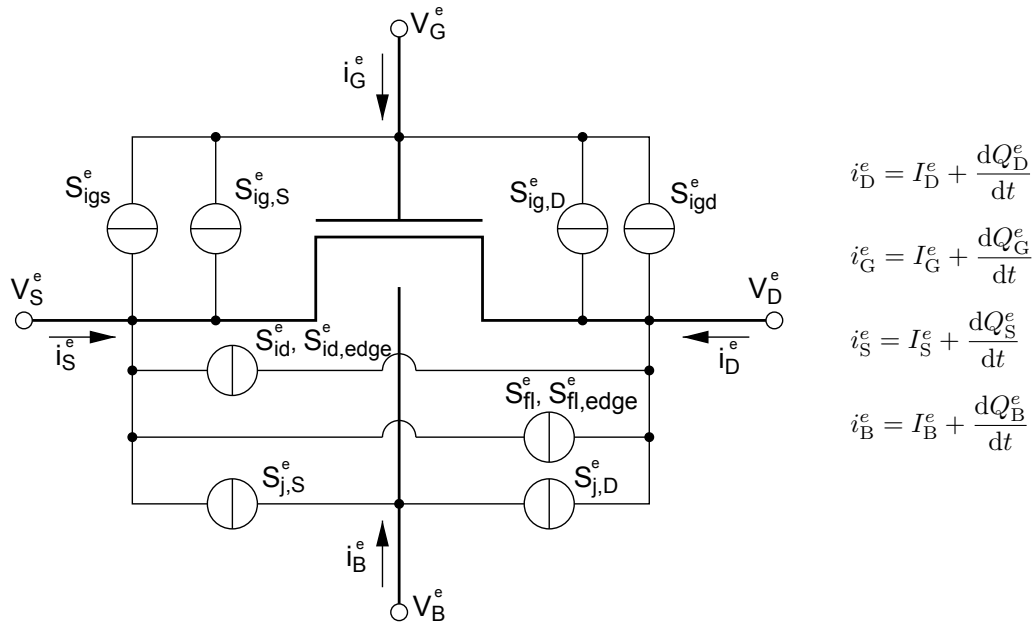 V_G^e
i_G^e
S_igs^e
S_ig,S^e
S_ig,D^e
S_igd^e
V_S^e
V_D^e
i_S^e
S_id^e, S_id,edge^e
i_D^e
S_fl^e, S_fl,edge^e
S_j,S^e
S_j,D^e
i_B^e
V_B^e
i_D^e = I_D^e + dQ_D^e/dt
i_G^e = I_G^e + dQ_G^e/dt
i_S^e = I_S^e + dQ_S^e/dt
i_B^e = I_B^e + dQ_B^e/dt